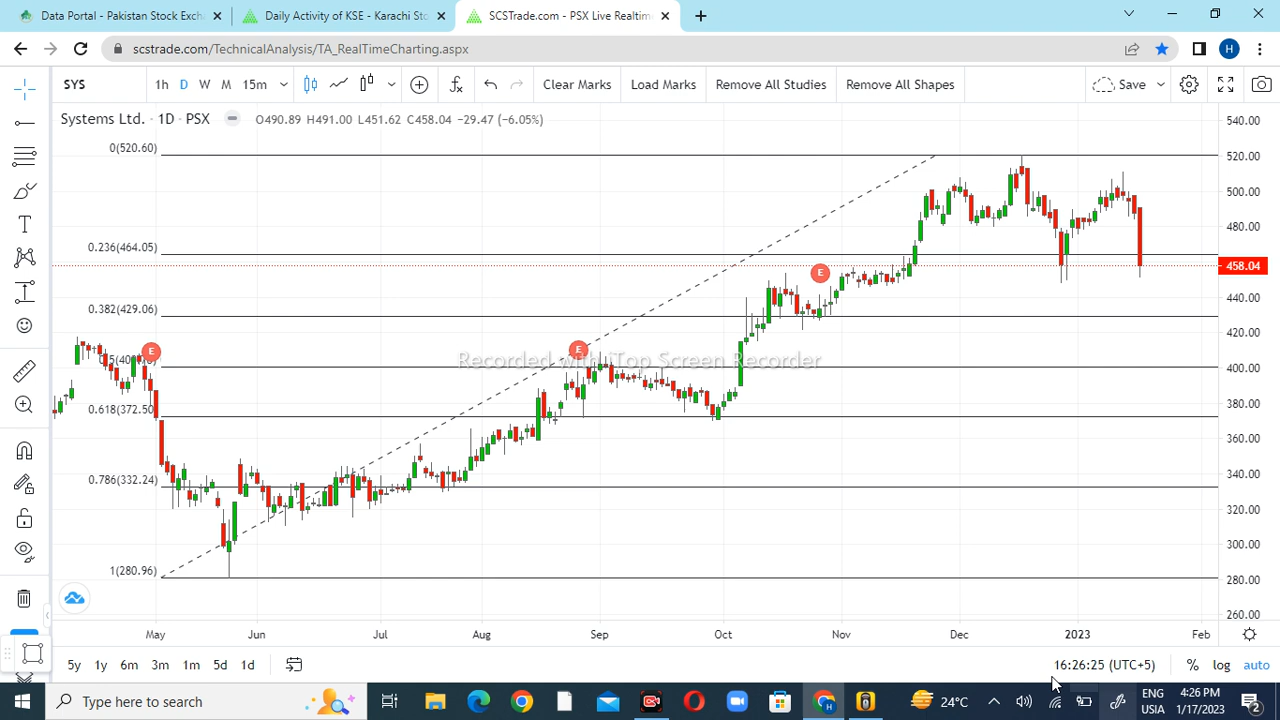 Data Portal - Pakistan Stock Exch
Daily Activity of KSE - Karachi St
SCSTrade.com - PSX Live Realtim
scstrade.com/TechnicalAnalysis/TA_RealTimeCharting.aspx
H
SYS
1h D W M 15m
Clear Marks
Load Marks
Remove All Studies
Remove All Shapes
Save
Systems Ltd. · 1D · PSX
O490.89 H491.00 L451.62 C458.04 −29.47 (−6.05%)
540.00
0(520.60)
520.00
500.00
480.00
0.236(464.05)
458.04
E
440.00
0.382(429.06)
420.00
E
E
Recorded with iTop Screen Recorder
400.00
380.00
0.618(372.50)
360.00
340.00
0.786(332.24)
320.00
300.00
1(280.96)
280.00
260.00
May Jun Jul Aug Sep Oct Nov Dec 2023 Feb
5y 1y 6m 3m 1m 5d 1d
16:26:25 (UTC+5)
% log auto
Type here to search
24°C
ENG
USIA
4:26 PM
1/17/2023
2